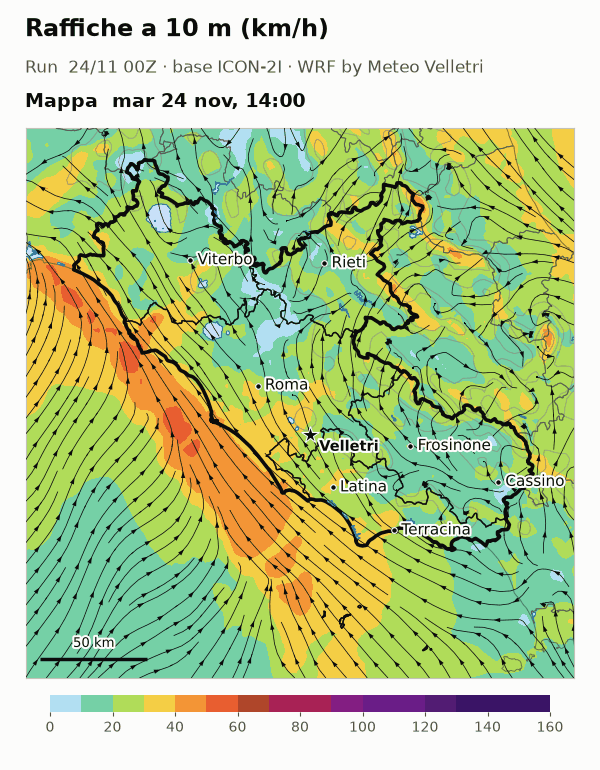 Raffiche a 10 m (km/h)
Run  24/11 00Z · base ICON-2I · WRF by Meteo Velletri
Mappa  mar 24 nov, 14:00
Viterbo
Rieti
Roma
Velletri
Frosinone
Cassino
Latina
Terracina
50 km
0 20 40 60 80 100 120 140 160